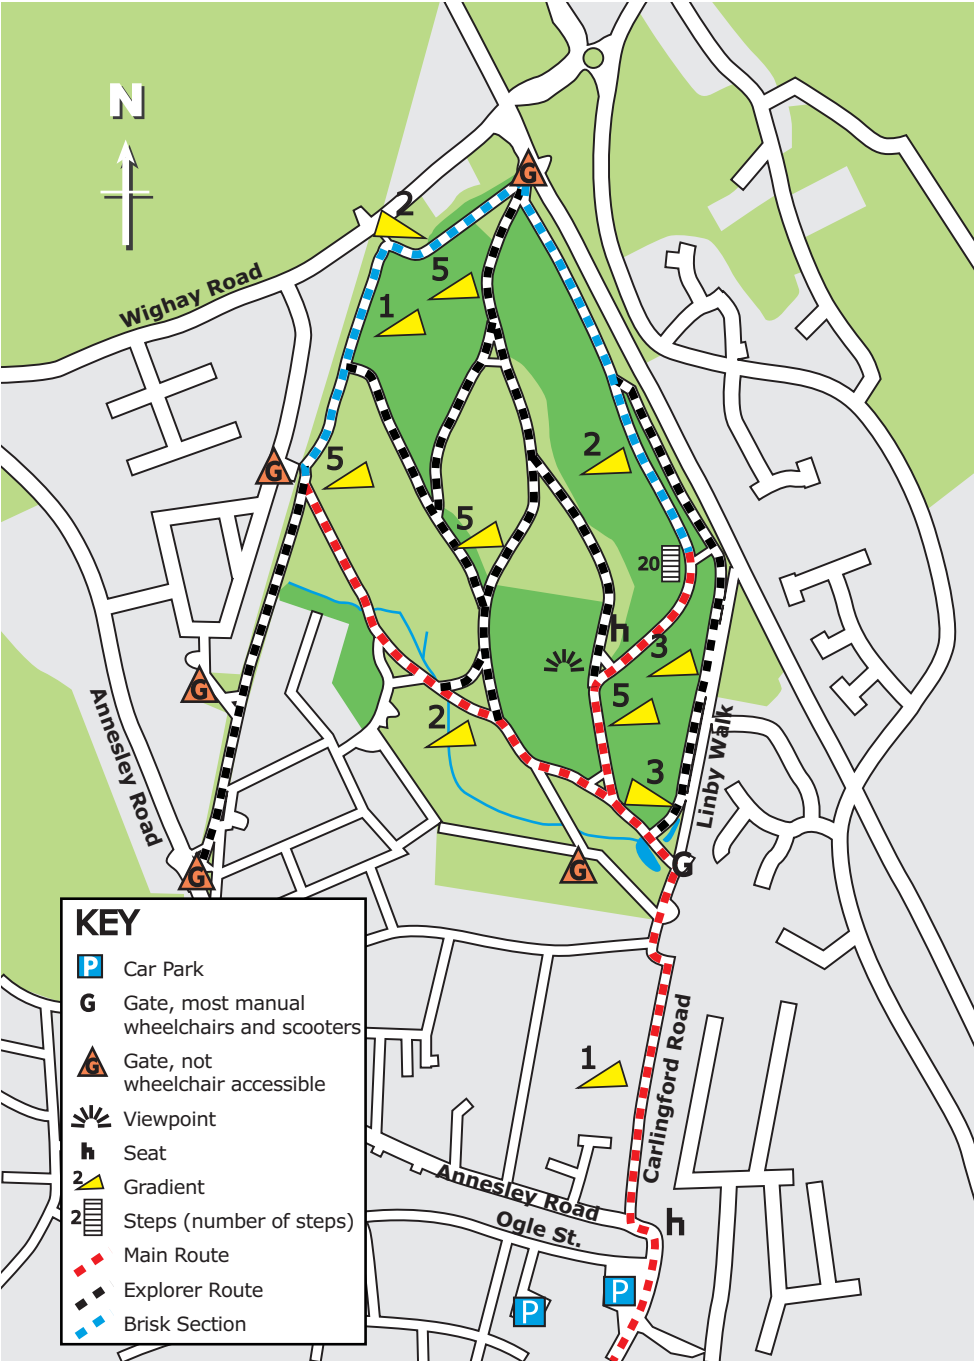 N
G
2
5
Wighay Road
1
2
5
G
5
20
h
3
G
5
2
Annesley Road
3
Linby Walk
G
G
G
KEY
P Car Park
G Gate, most manual
wheelchairs and scooters
G Gate, not
wheelchair accessible
Viewpoint
h Seat
2 Gradient
2 Steps (number of steps)
Main Route
Explorer Route
Brisk Section
Carlingford Road
1
Annesley Road
Ogle St.
h
P
P